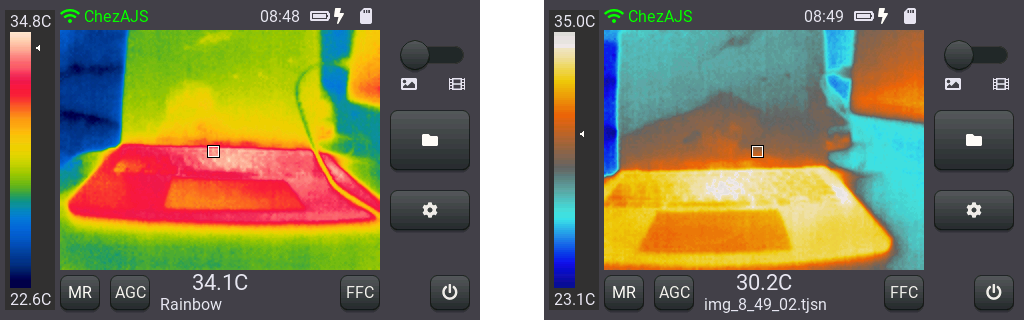 34.8C
ChezAJS
08:48
22.6C
MR
AGC
34.1C
Rainbow
FFC
35.0C
ChezAJS
08:49
23.1C
MR
AGC
30.2C
img_8_49_02.tjsn
FFC